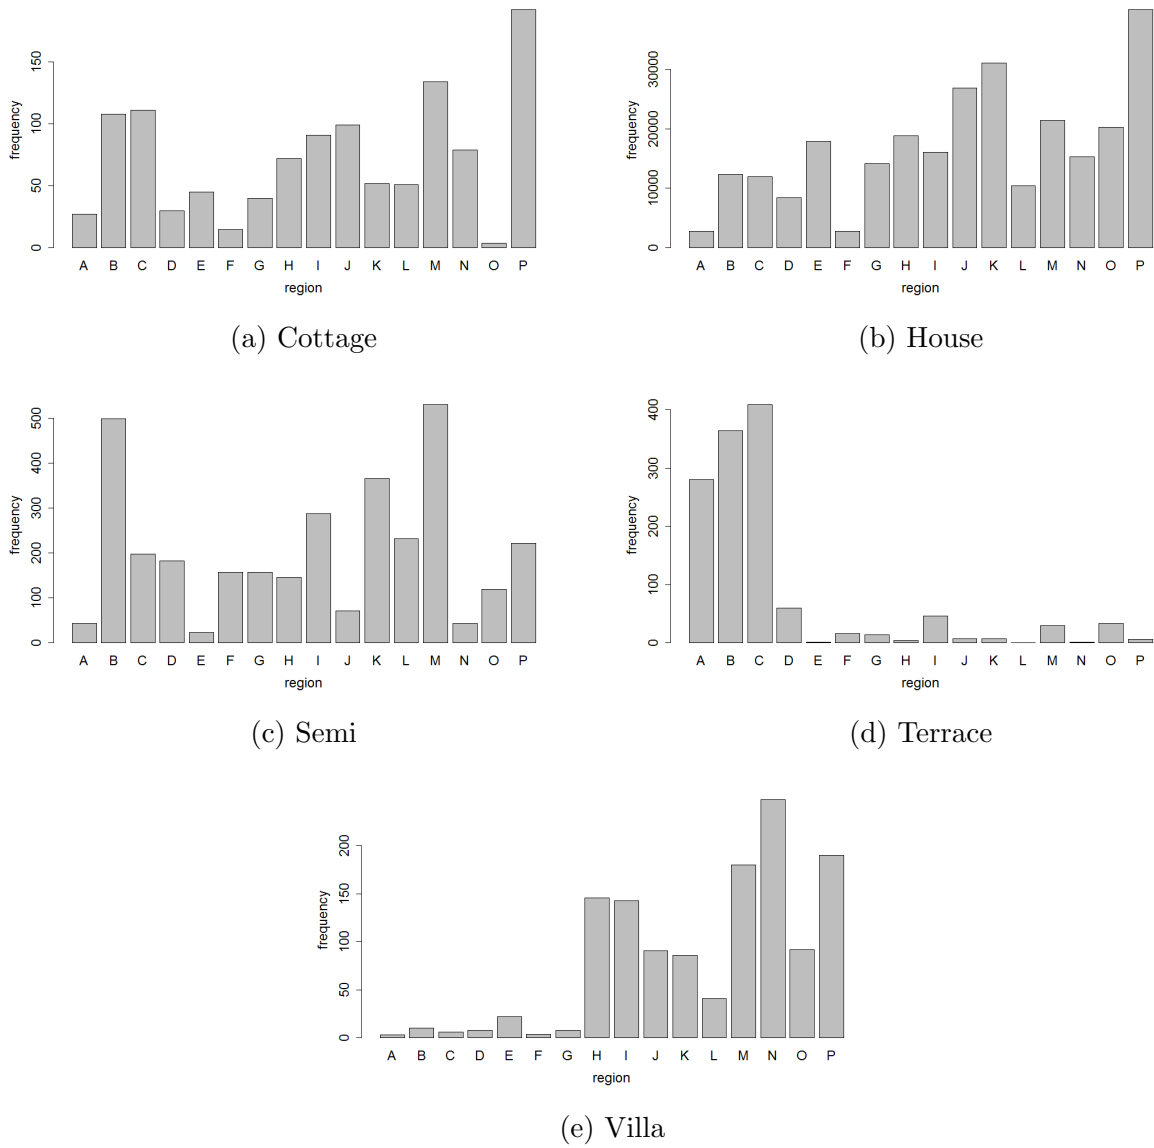 frequency
0 50 100 150
A B C D E F G H I J K L M N O P
region
(a) Cottage
frequency
0 10000 20000 30000
A B C D E F G H I J K L M N O P
region
(b) House
frequency
0 100 200 300 400 500
A B C D E F G H I J K L M N O P
region
(c) Semi
frequency
0 100 200 300 400
A B C D E F G H I J K L M N O P
region
(d) Terrace
frequency
0 50 100 150 200
A B C D E F G H I J K L M N O P
region
(e) Villa